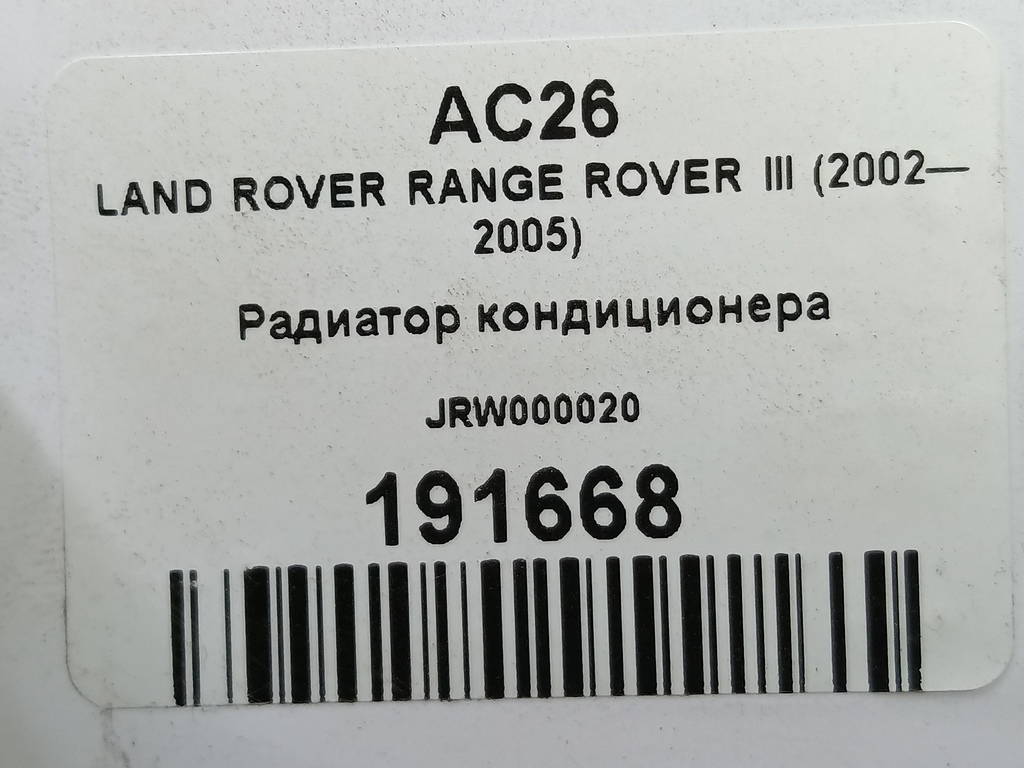 AC26
LAND ROVER RANGE ROVER III (2002—
2005)
Радиатор кондиционера
JRW000020
191668